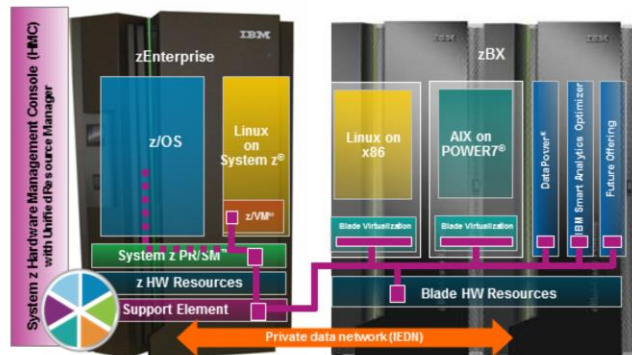 System z Hardware Management Console (HMC)
with Unified Resource Manager
IBM
zEnterprise
z/OS
Linux
on
System z®
z/VM®
System z PR/SM™
z HW Resources
Support Element
IBM
zBX
Linux on
x86
AIX on
POWER7®
Blade Virtualization
Blade Virtualization
DataPower®
IBM Smart Analytics Optimizer
Future Offering
Blade HW Resources
Private data network (IEDN)